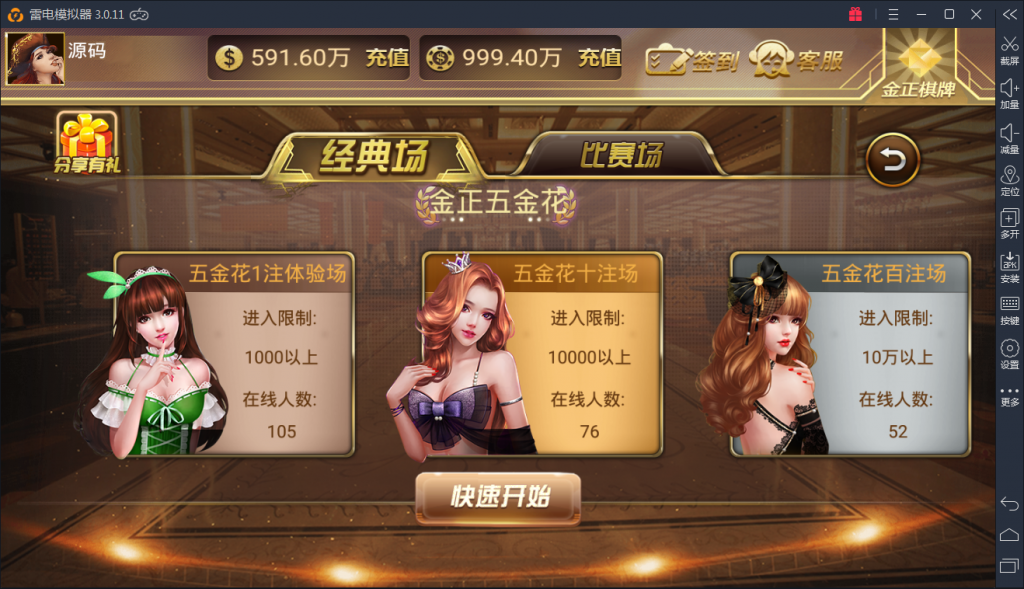 雷电模拟器 3.0.11
源码
591.60万 充值
999.40万 充值
签到
客服
金正棋牌
分享有礼
经典场
比赛场
金正五金花
五金花1注体验场
进入限制:
1000以上
在线人数:
105
五金花十注场
进入限制:
10000以上
在线人数:
76
五金花百注场
进入限制:
10万以上
在线人数:
52
快速开始
截屏
加量
减量
定位
多开
APK
安装
按键
设置
更多